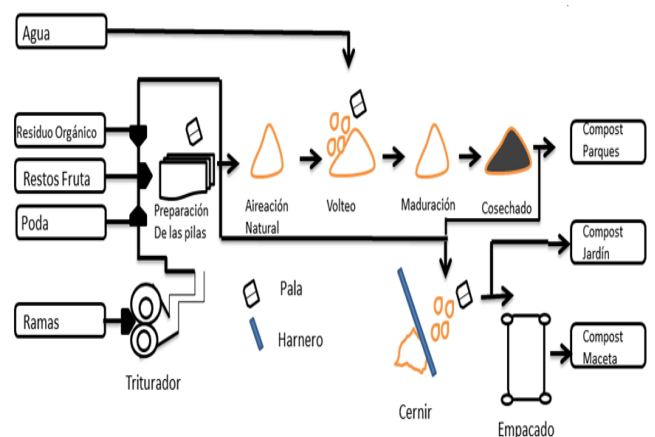 Agua
Residuo Orgánico
Restos Fruta
Poda
Ramas
Triturador
Preparación
De las pilas
Aireación
Natural
Volteo
Maduración
Cosechado
Compost
Parques
Compost
Jardín
Compost
Maceta
Pala
Harnero
Cernir
Empacado